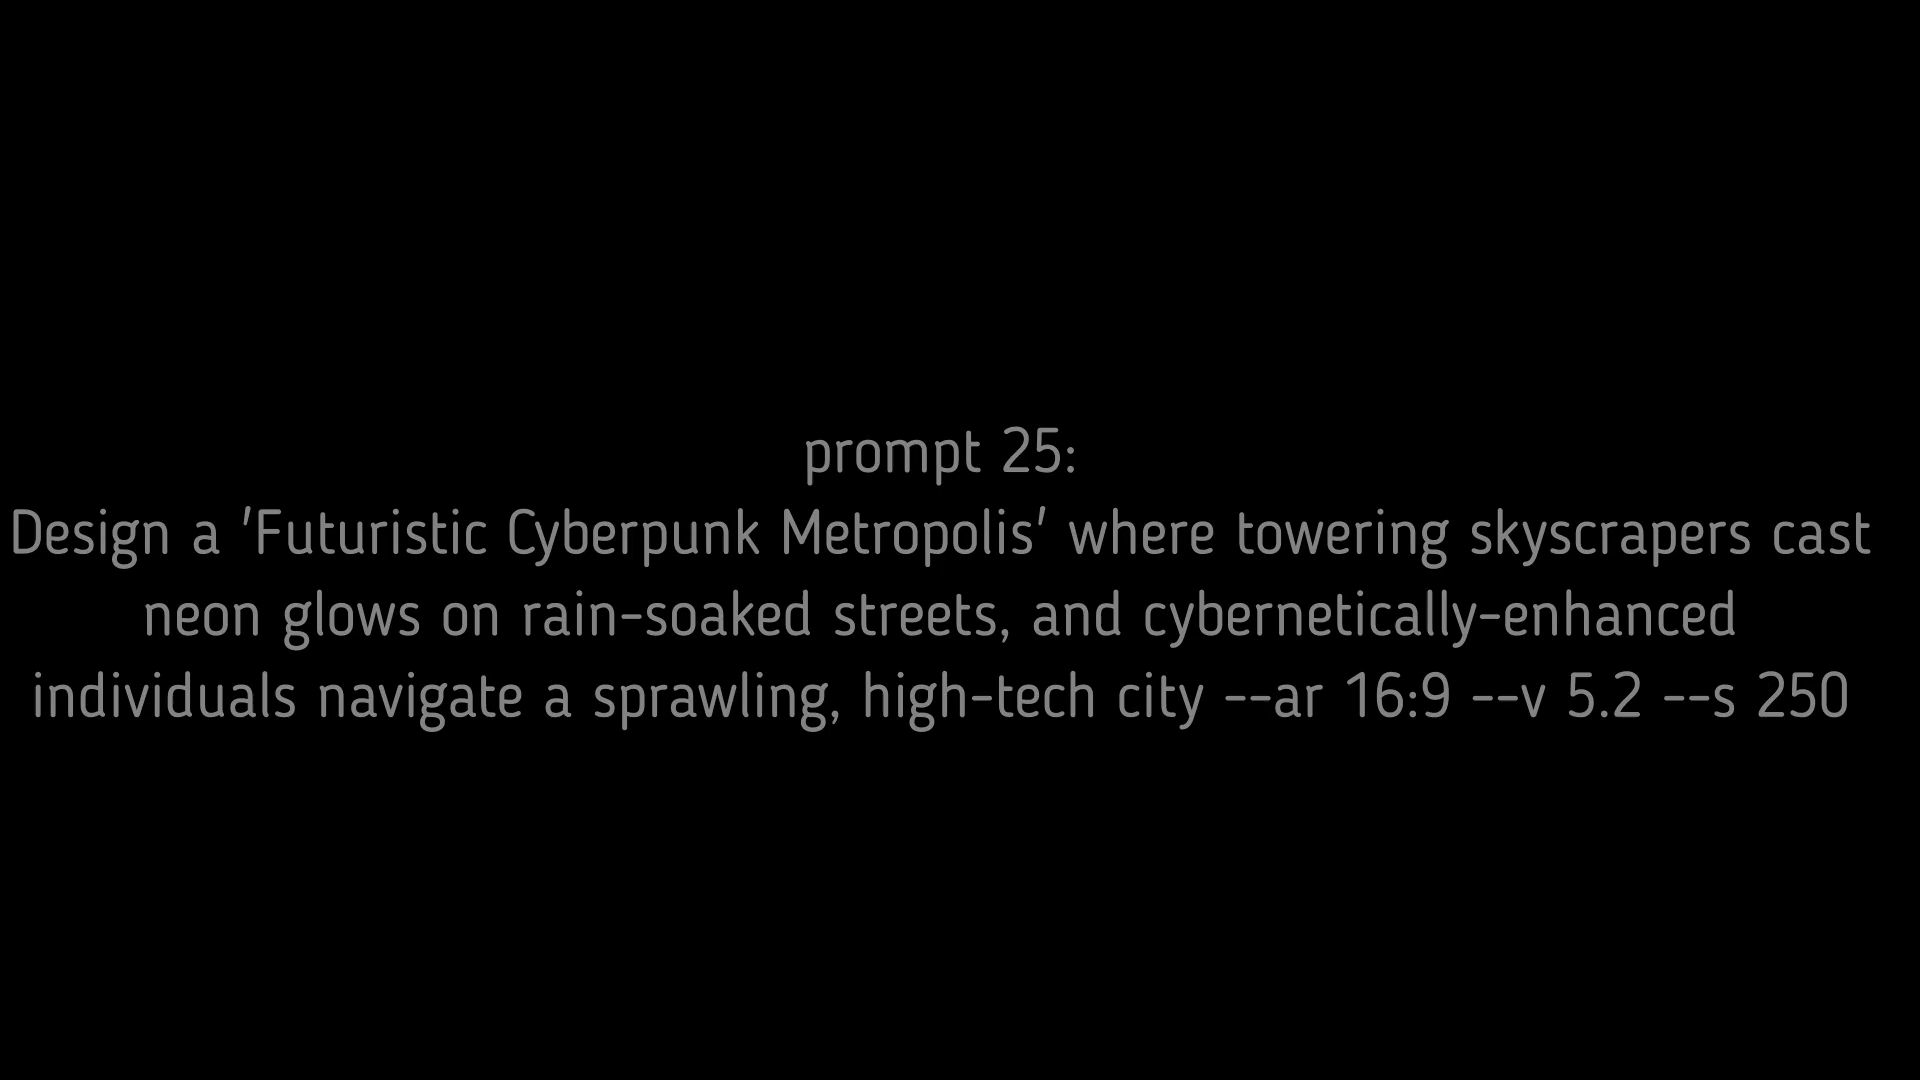 prompt 25:
Design a 'Futuristic Cyberpunk Metropolis' where towering skyscrapers cast
neon glows on rain-soaked streets, and cybernetically-enhanced
individuals navigate a sprawling, high-tech city --ar 16:9 --v 5.2 --s 250